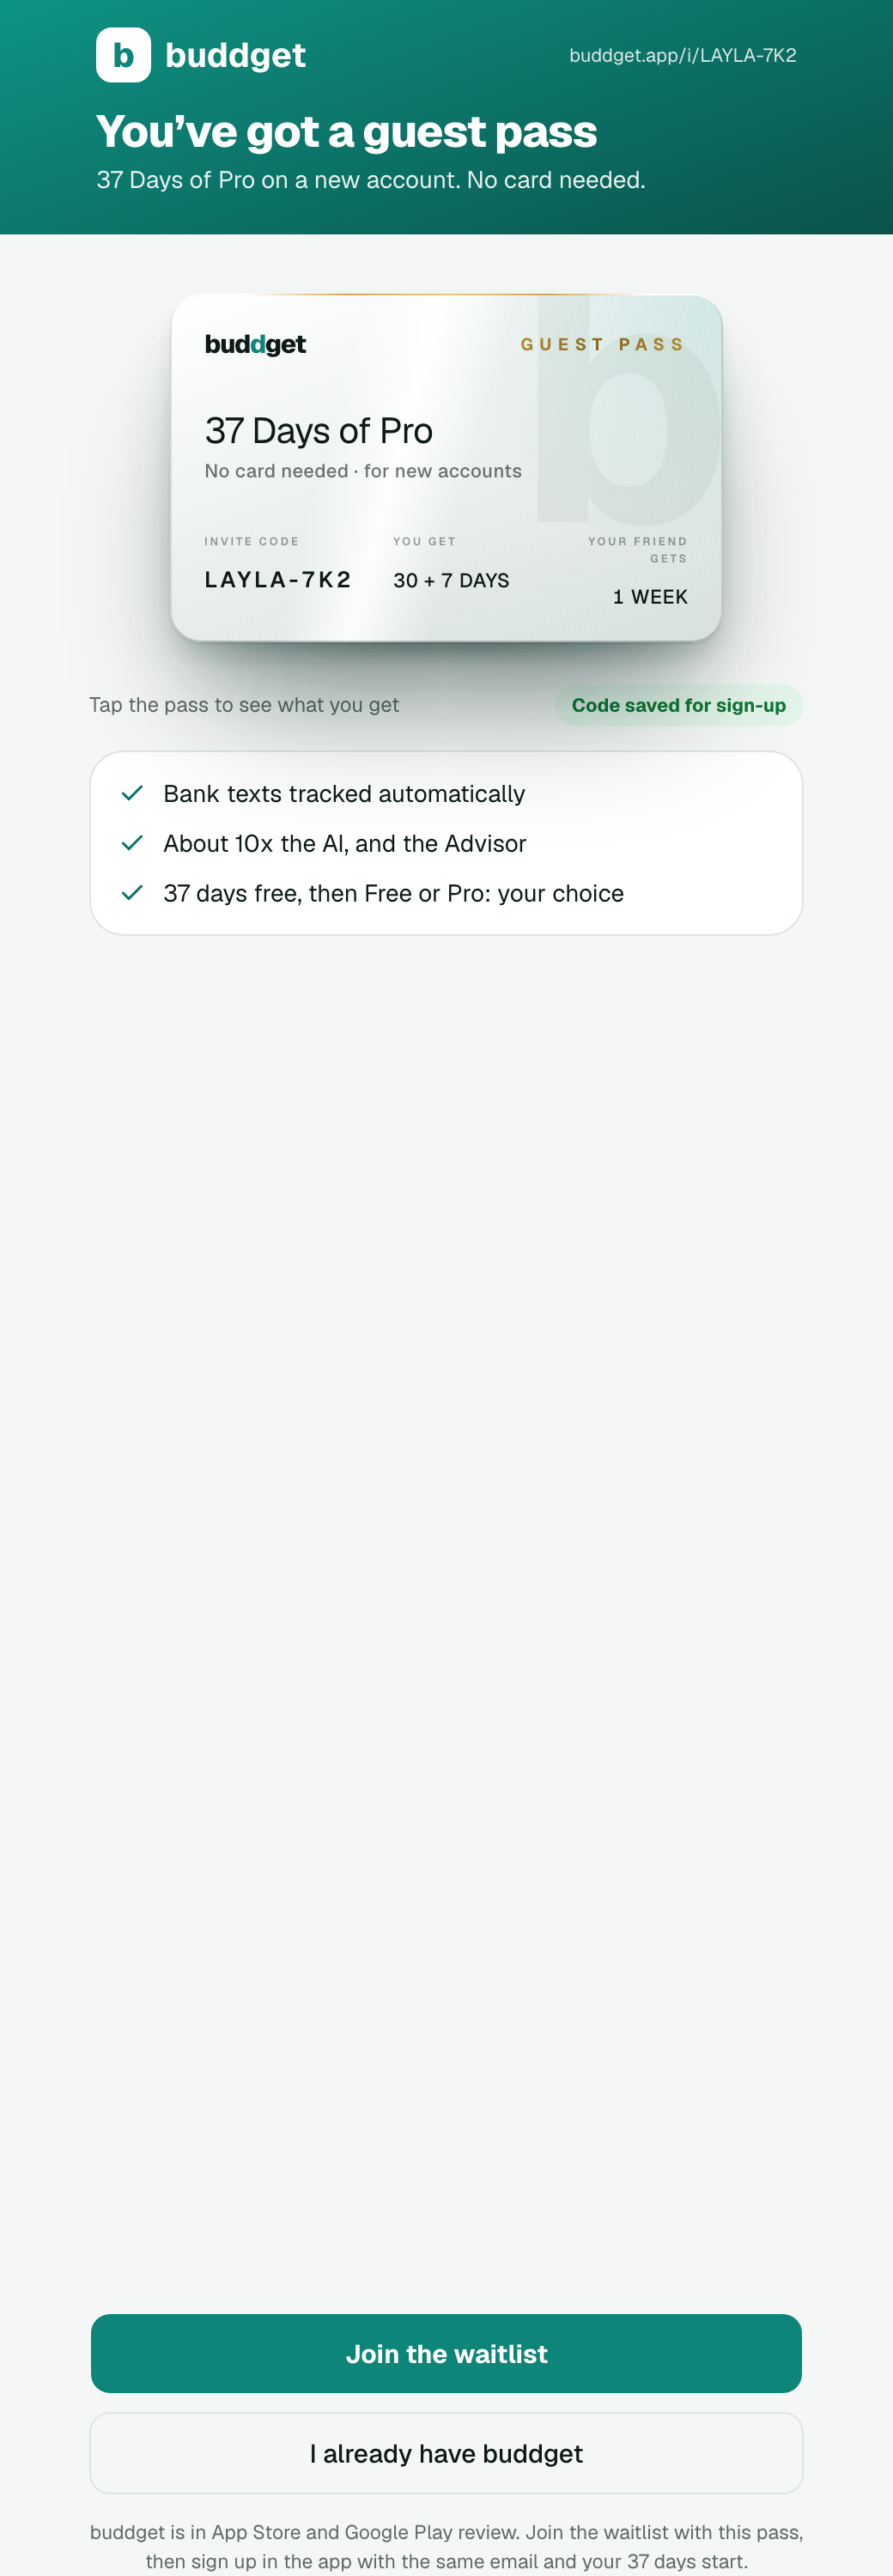 b buddget
buddget.app/i/LAYLA-7K2
You’ve got a guest pass
37 Days of Pro on a new account. No card needed.
buddget
GUEST PASS
b
37 Days of Pro
No card needed · for new accounts
INVITE CODE
LAYLA-7K2
YOU GET
30 + 7 DAYS
YOUR FRIEND
GETS
1 WEEK
Tap the pass to see what you get
Code saved for sign-up
Bank texts tracked automatically
About 10x the AI, and the Advisor
37 days free, then Free or Pro: your choice
Join the waitlist
I already have buddget
buddget is in App Store and Google Play review. Join the waitlist with this pass,
then sign up in the app with the same email and your 37 days start.